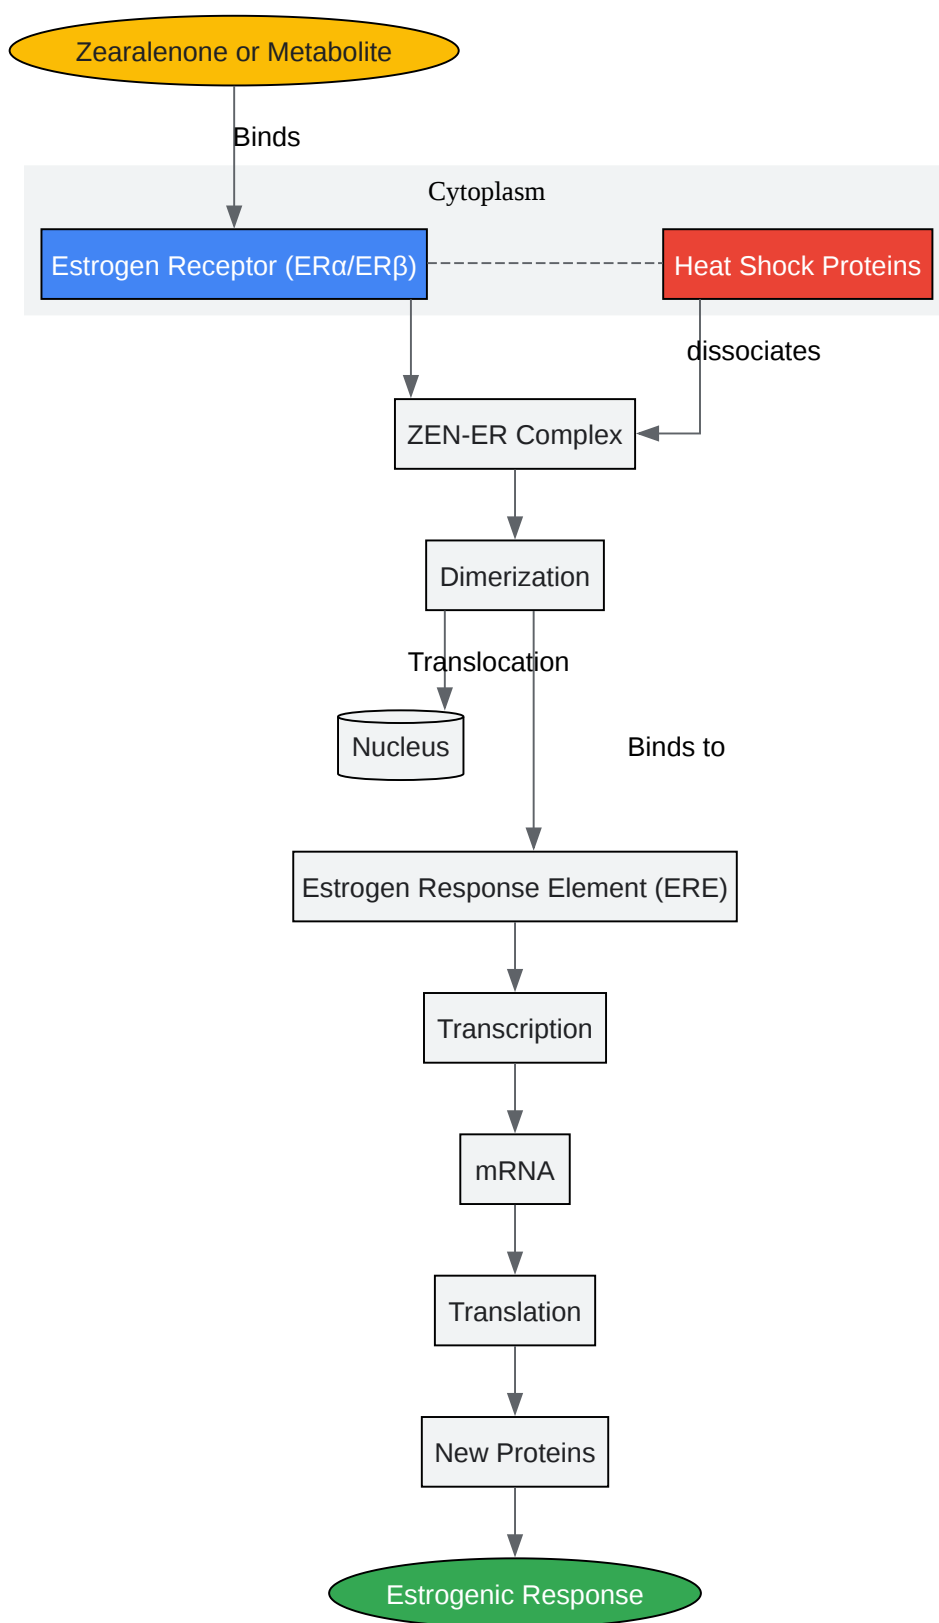 Zearalenone or Metabolite
Binds
Cytoplasm
Estrogen Receptor (ERα/ERβ)
Heat Shock Proteins
dissociates
ZEN-ER Complex
Dimerization
Translocation
Nucleus
Binds to
Estrogen Response Element (ERE)
Transcription
mRNA
Translation
New Proteins
Estrogenic Response